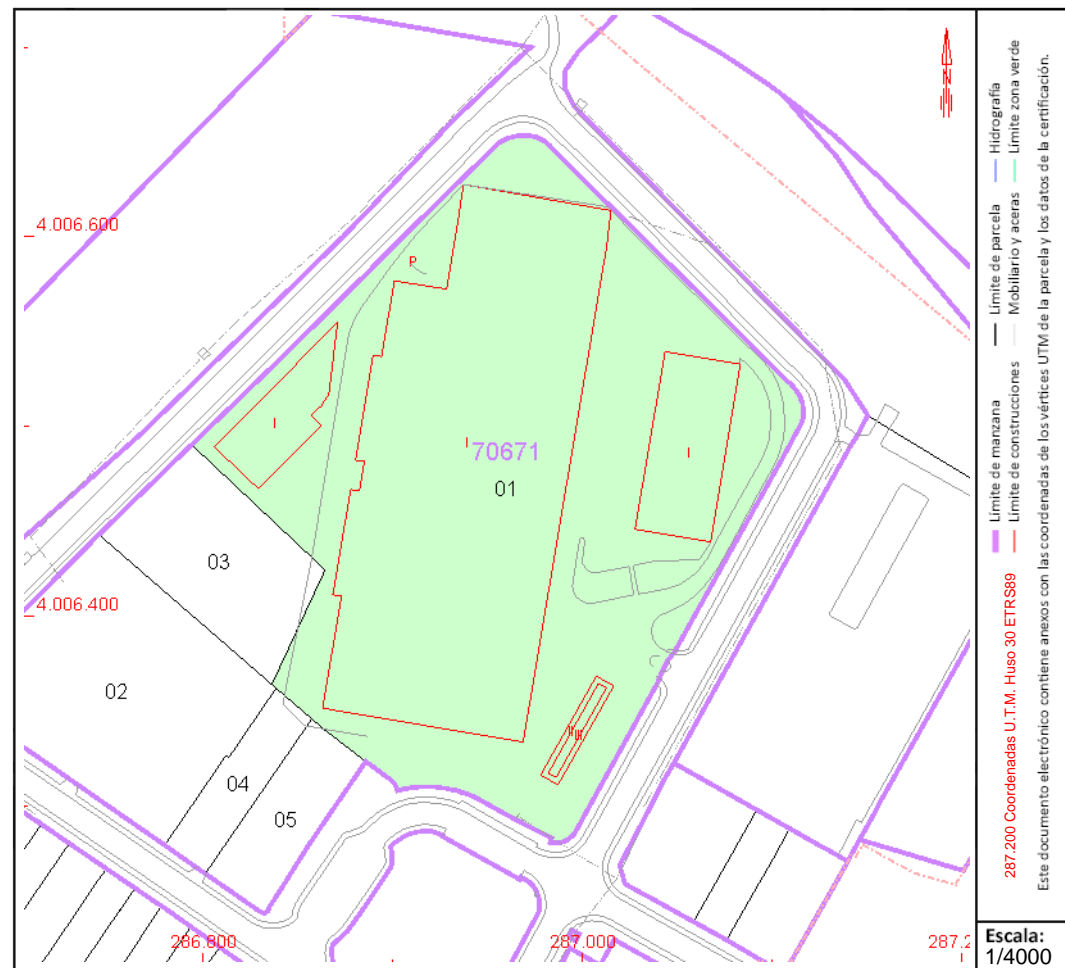 4.006.600
P
I
I
70671
I
01
03
4.006.400
02
04
05
286.800
287.000
287.2
N
Límite de manzana
Límite de parcela
Hidrografía
Límite de construcciones
Mobiliario y aceras
Límite zona verde
287.200 Coordenadas U.T.M. Huso 30 ETRS89
Este documento electrónico contiene anexos con las coordenadas de los vértices UTM de la parcela y los datos de la certificación.
Escala:
1/4000